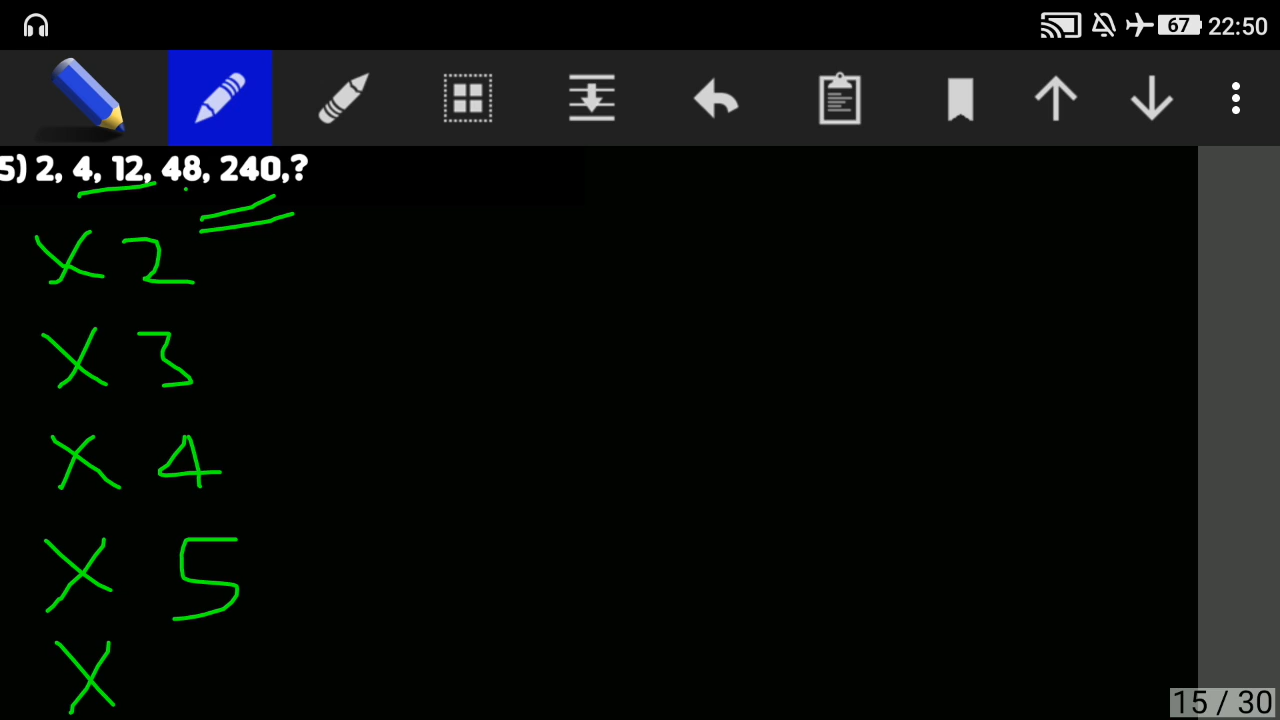 67 22:50
5) 2, 4, 12, 48, 240,?
X 2
X 3
X 4
X 5
X
15 / 30